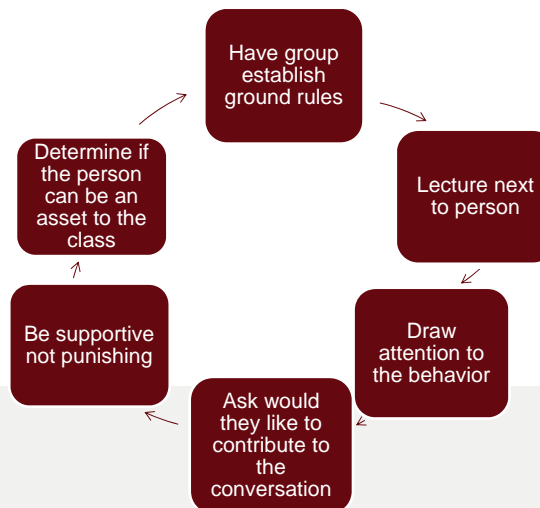 Have group
establish
ground rules
Lecture next
to person
Draw
attention to
the behavior
Ask would
they like to
contribute to
the
conversation
Be supportive
not punishing
Determine if
the person
can be an
asset to the
class